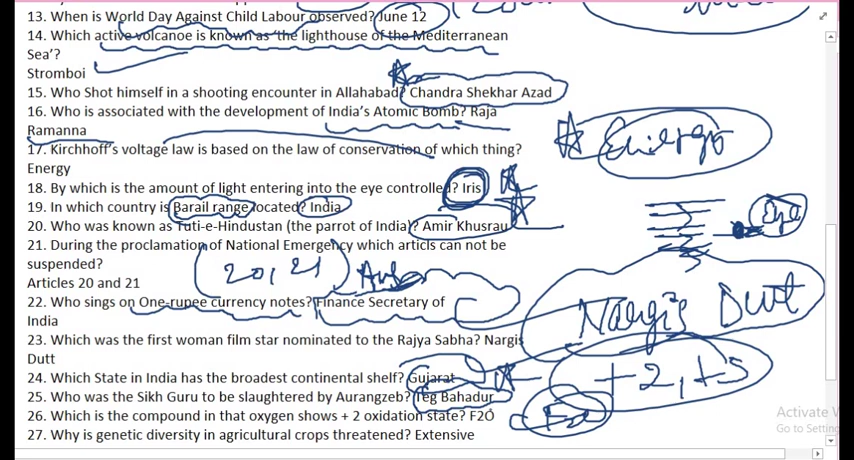 13. When is World Day Against Child Labour observed? June 12
14. Which active volcanoe is known as 'the lighthouse of the Mediterranean
Sea'?
Stromboi
15. Who Shot himself in a shooting encounter in Allahabad? Chandra Shekhar Azad
16. Who is associated with the development of India's Atomic Bomb? Raja
Ramanna
17. Kirchhoff's voltage law is based on the law of conservation of which thing?
Energy
Energy
18. By which is the amount of light entering into the eye controlled? Iris
19. In which country is Barail range located? India
Eye
20. Who was known as Tuti-e-Hindustan (the parrot of India)? Amir Khusrau
21. During the proclamation of National Emergency which artics can not be
suspended?
(20, 21)
Articles 20 and 21
22. Who sings on One-rupee currency notes? Finance Secretary of
India
Nargis Dutt
23. Which was the first woman film star nominated to the Rajya Sabha? Nargis
Dutt
24. Which State in India has the broadest continental shelf? Gujarat
+2, +3
25. Who was the Sikh Guru to be slaughtered by Aurangzeb? Teg Bahadur
26. Which is the compound in that oxygen shows + 2 oxidation state? F2O
27. Why is genetic diversity in agricultural crops threatened? Extensive
Activate
Go to Settin